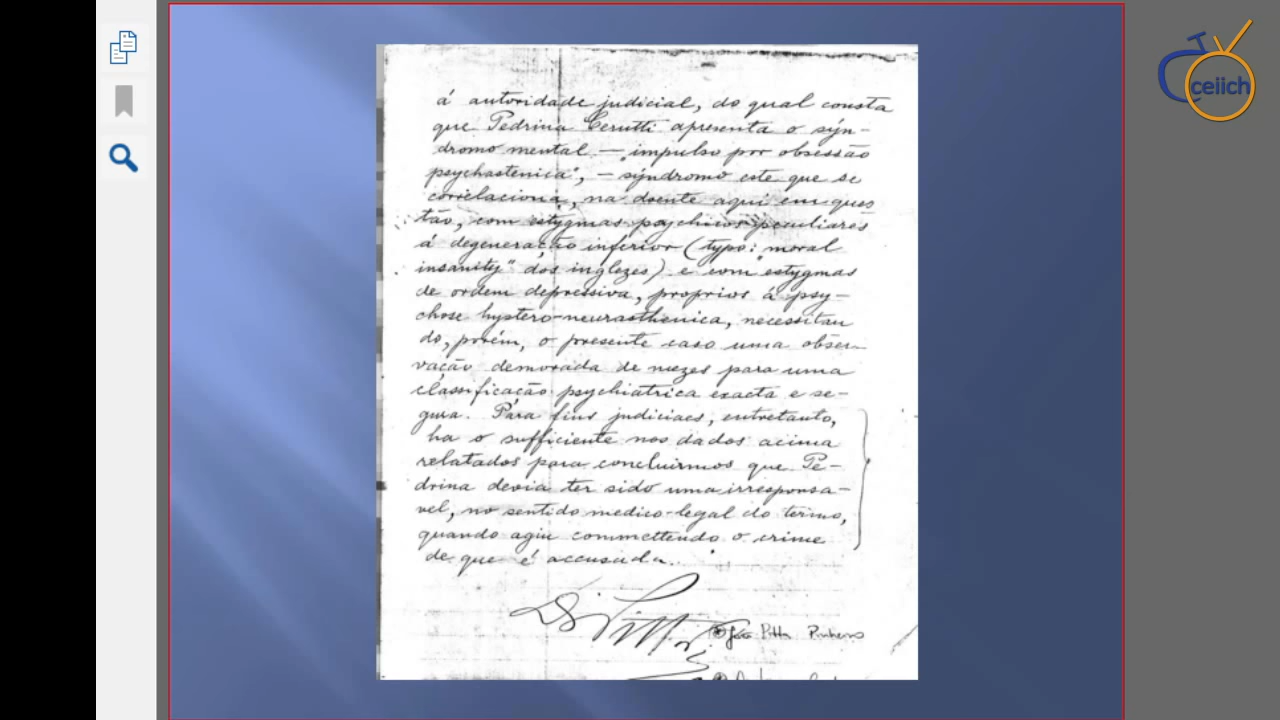 á autoridade judicial, do qual consta
que Pedrina Cerutti apresenta o syn-
dromo mental — "impulso por obsessão
psychastenica", — syndromo este que se
correlaciona, na doente aqui em ques
tão, com estygmas psychicos peculiares
á degeneração inferior (typo: "moral
insanity" dos inglezes) e com estygmas
de ordem depressiva, proprios á psy-
chose hystero-neurasthenica, necessitan
do, porém, o presente caso uma obser-
vação demorada de mezes para uma
classificação psychiatrica exacta e se-
gura. Para fins judiciaes, entretanto,
ha o sufficiente nos dados acima
relatados para concluirmos que Pe-
drina devia ter sido uma irresponsa-
vel, no sentido medico-legal do termo,
quando agiu commettendo o crime
de que é accusada.
João Pitta Pinheiro
ceiich